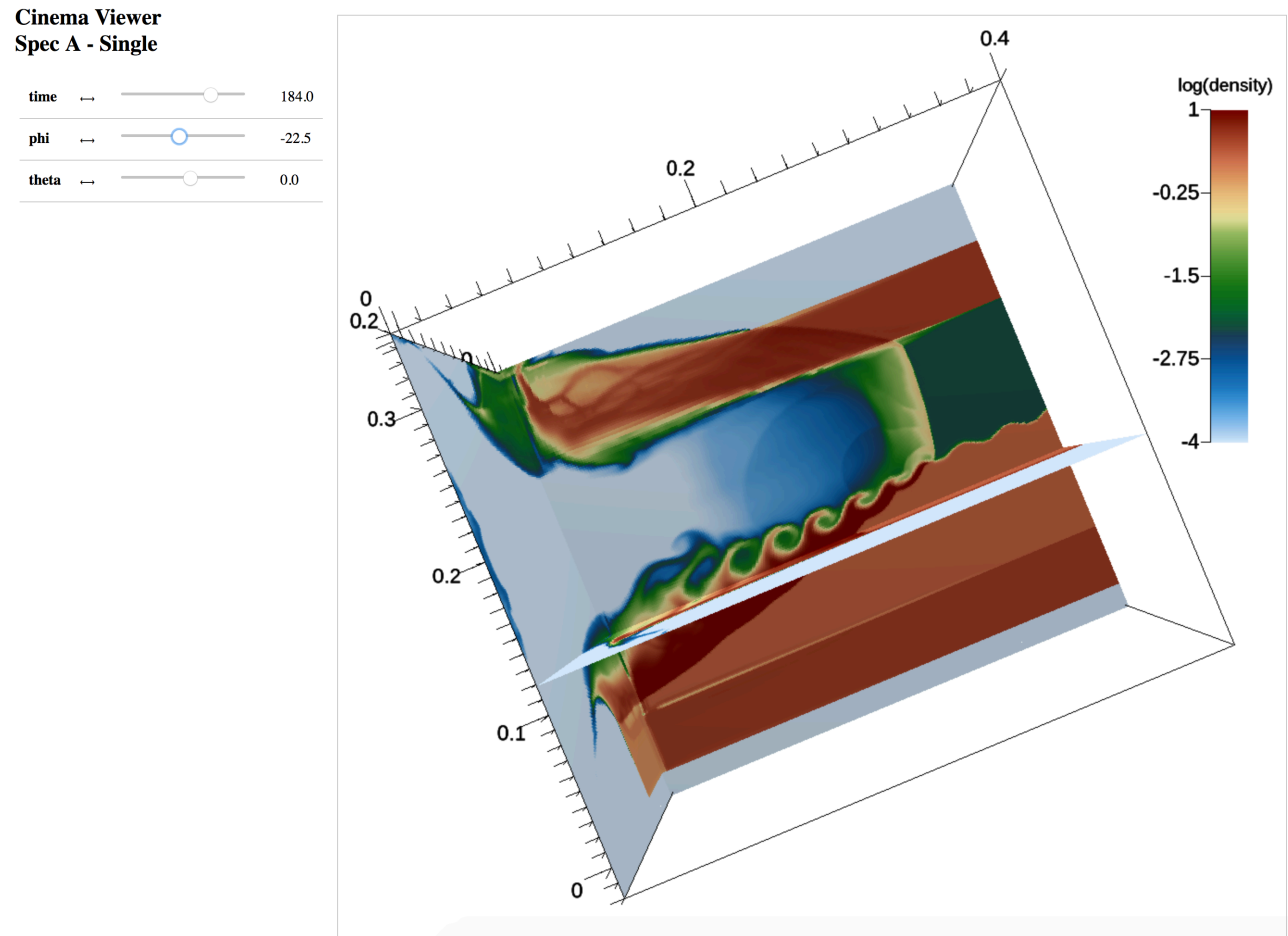 Cinema Viewer
Spec A - Single
time ↔ 184.0
phi ↔ -22.5
theta ↔ 0.0
0.4
log(density)
1
-0.25
-1.5
-2.75
-4
0.2
0
0.2
0
0.3
0.2
0.1
0